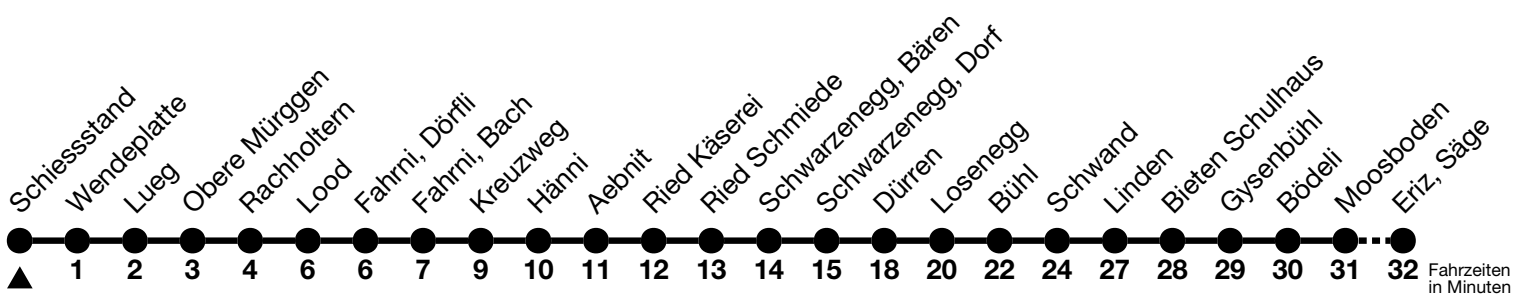 Schiessstand
Wendeplatte
Lueg
Obere Mürggen
Rachholtern
Lood
Fahrni, Dörfli
Fahrni, Bach
Kreuzweg
Hänni
Aebnit
Ried Käserei
Ried Schmiede
Schwarzenegg, Bären
Schwarzenegg, Dorf
Dürren
Losenegg
Bühl
Schwand
Linden
Bieten Schulhaus
Gysenbühl
Bödeli
Moosboden
Eriz, Säge
1 2 3 4 6 6 7 9 10 11 12 13 14 15 18 20 22 24 27 28 29 30 31 32 Fahrzeiten
in Minuten